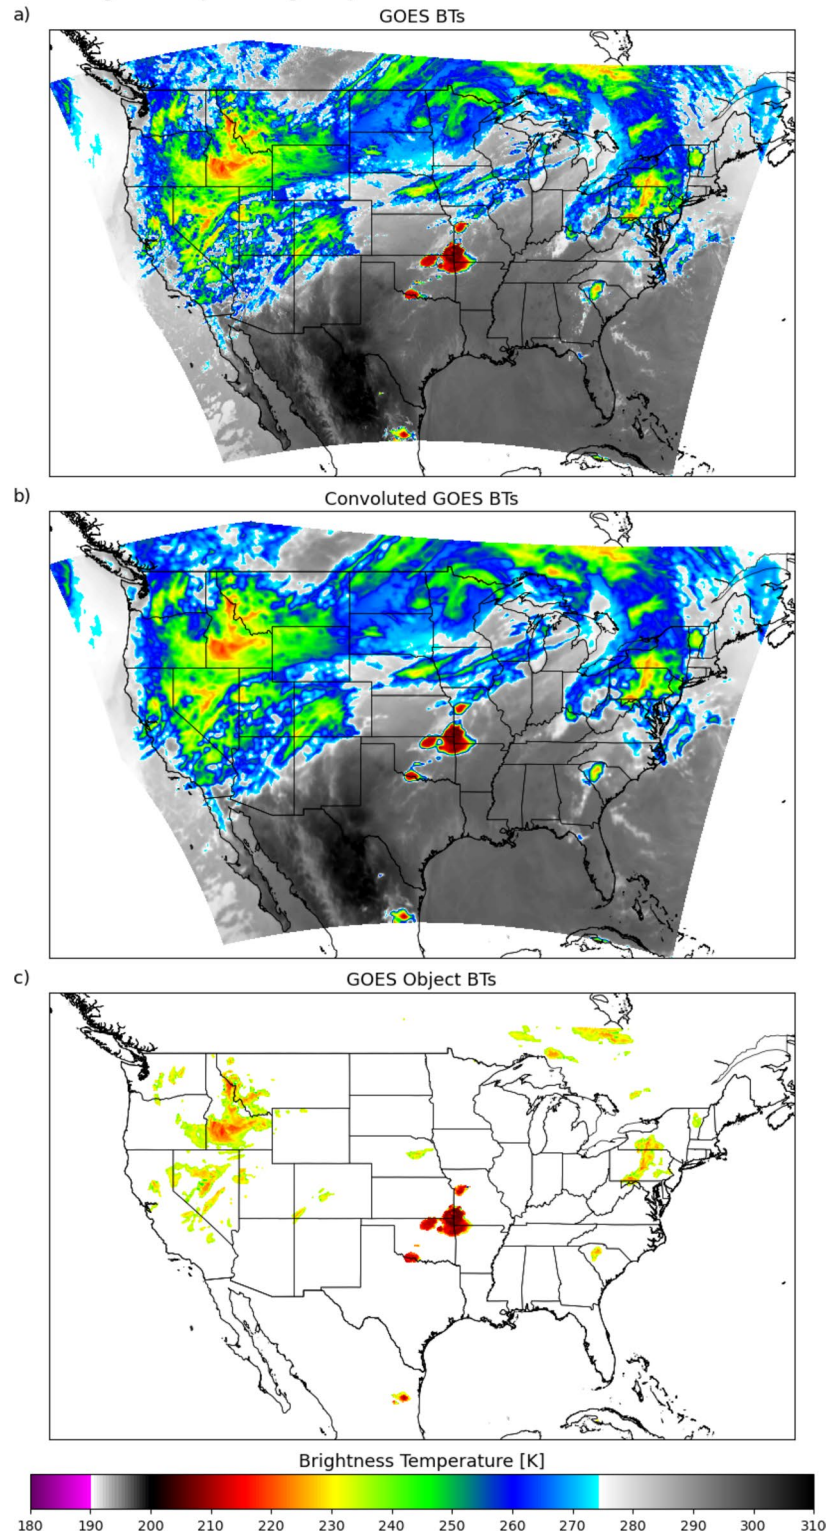 a)
GOES BTs
b)
Convoluted GOES BTs
c)
GOES Object BTs
Brightness Temperature [K]
180 190 200 210 220 230 240 250 260 270 280 290 300 310